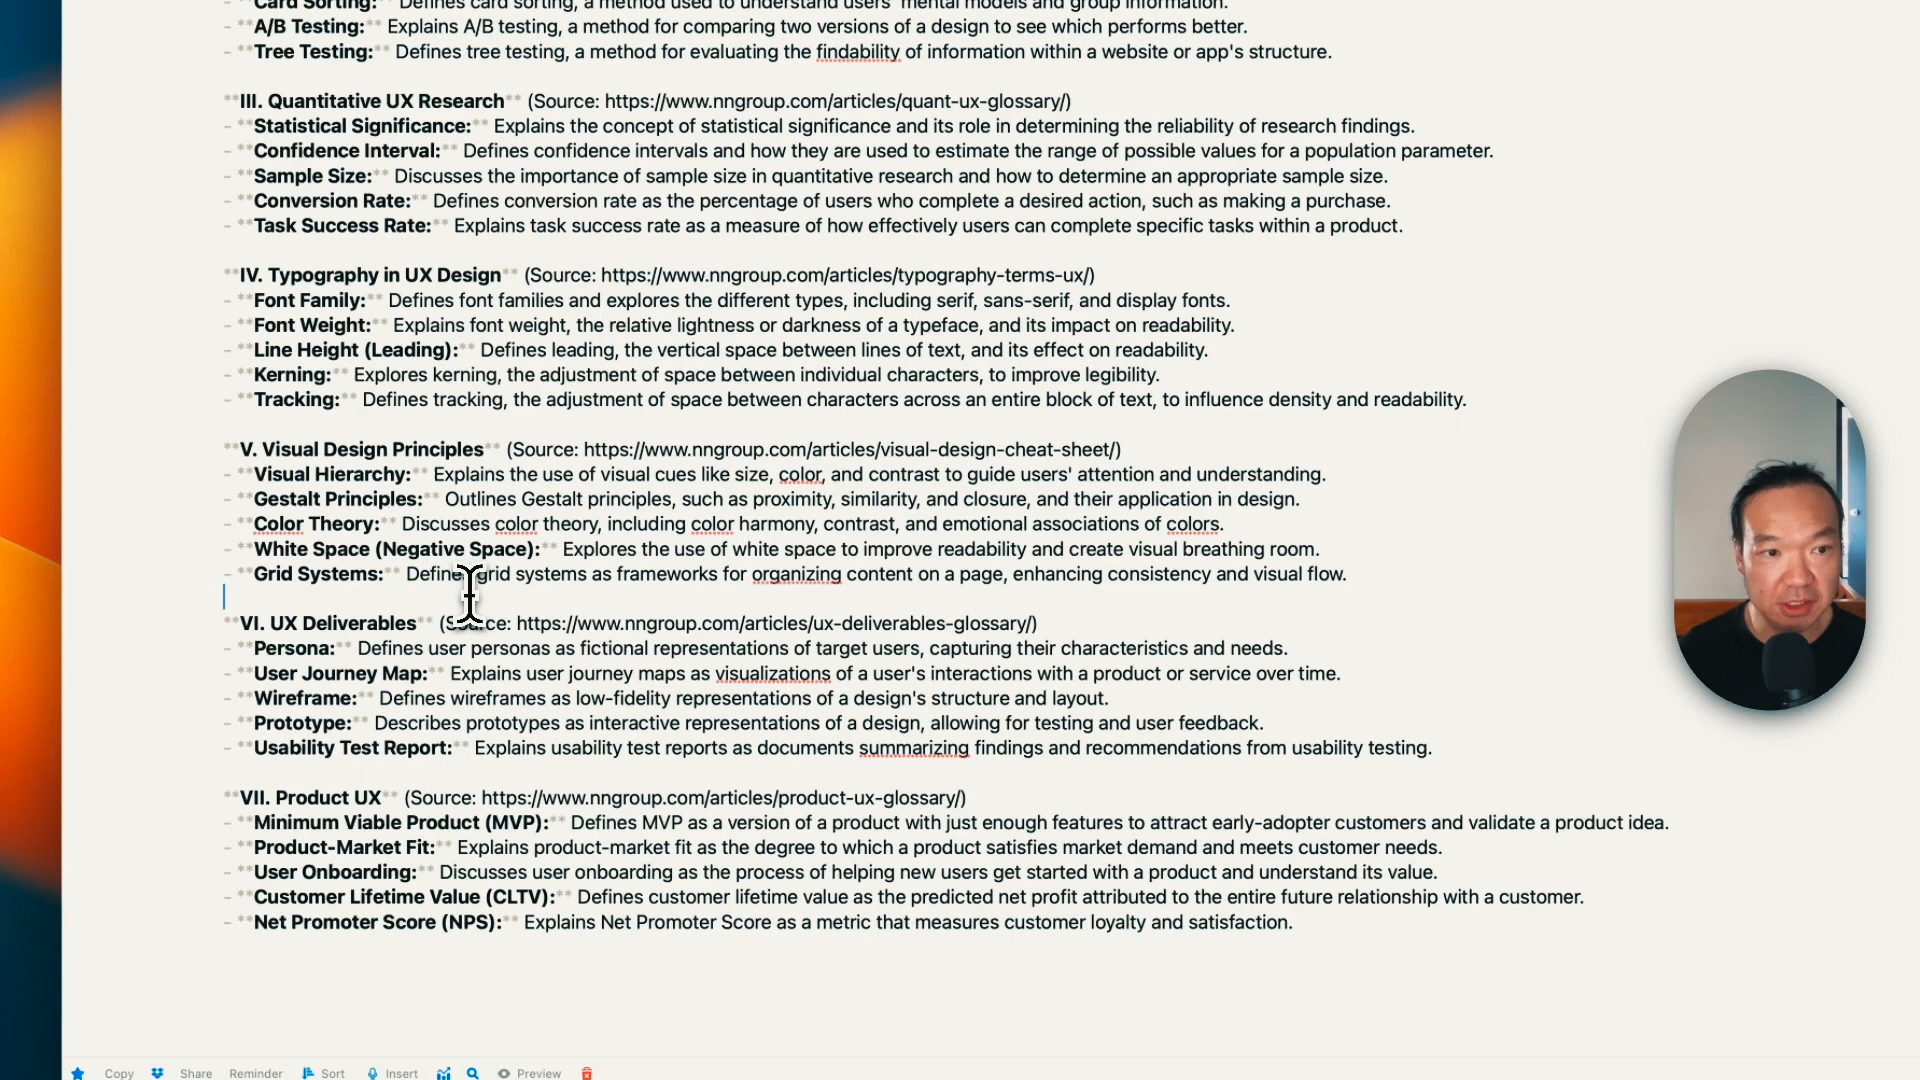 **Card Sorting:** Defines card sorting, a method used to understand users' mental models and group information.
- **A/B Testing:** Explains A/B testing, a method for comparing two versions of a design to see which performs better.
- **Tree Testing:** Defines tree testing, a method for evaluating the findability of information within a website or app's structure.
**III. Quantitative UX Research** (Source: https://www.nngroup.com/articles/quant-ux-glossary/)
- **Statistical Significance:** Explains the concept of statistical significance and its role in determining the reliability of research findings.
- **Confidence Interval:** Defines confidence intervals and how they are used to estimate the range of possible values for a population parameter.
- **Sample Size:** Discusses the importance of sample size in quantitative research and how to determine an appropriate sample size.
- **Conversion Rate:** Defines conversion rate as the percentage of users who complete a desired action, such as making a purchase.
- **Task Success Rate:** Explains task success rate as a measure of how effectively users can complete specific tasks within a product.
**IV. Typography in UX Design** (Source: https://www.nngroup.com/articles/typography-terms-ux/)
- **Font Family:** Defines font families and explores the different types, including serif, sans-serif, and display fonts.
- **Font Weight:** Explains font weight, the relative lightness or darkness of a typeface, and its impact on readability.
- **Line Height (Leading):** Defines leading, the vertical space between lines of text, and its effect on readability.
- **Kerning:** Explores kerning, the adjustment of space between individual characters, to improve legibility.
- **Tracking:** Defines tracking, the adjustment of space between characters across an entire block of text, to influence density and readability.
**V. Visual Design Principles** (Source: https://www.nngroup.com/articles/visual-design-cheat-sheet/)
- **Visual Hierarchy:** Explains the use of visual cues like size, color, and contrast to guide users' attention and understanding.
- **Gestalt Principles:** Outlines Gestalt principles, such as proximity, similarity, and closure, and their application in design.
- **Color Theory:** Discusses color theory, including color harmony, contrast, and emotional associations of colors.
- **White Space (Negative Space):** Explores the use of white space to improve readability and create visual breathing room.
- **Grid Systems:** Defines grid systems as frameworks for organizing content on a page, enhancing consistency and visual flow.
**VI. UX Deliverables** (Source: https://www.nngroup.com/articles/ux-deliverables-glossary/)
- **Persona:** Defines user personas as fictional representations of target users, capturing their characteristics and needs.
- **User Journey Map:** Explains user journey maps as visualizations of a user's interactions with a product or service over time.
- **Wireframe:** Defines wireframes as low-fidelity representations of a design's structure and layout.
- **Prototype:** Describes prototypes as interactive representations of a design, allowing for testing and user feedback.
- **Usability Test Report:** Explains usability test reports as documents summarizing findings and recommendations from usability testing.
**VII. Product UX** (Source: https://www.nngroup.com/articles/product-ux-glossary/)
- **Minimum Viable Product (MVP):** Defines MVP as a version of a product with just enough features to attract early-adopter customers and validate a product idea.
- **Product-Market Fit:** Explains product-market fit as the degree to which a product satisfies market demand and meets customer needs.
- **User Onboarding:** Discusses user onboarding as the process of helping new users get started with a product and understand its value.
- **Customer Lifetime Value (CLTV):** Defines customer lifetime value as the predicted net profit attributed to the entire future relationship with a customer.
- **Net Promoter Score (NPS):** Explains Net Promoter Score as a metric that measures customer loyalty and satisfaction.
Copy Share Reminder Sort Insert Preview